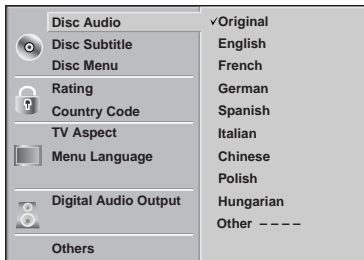 Disc Audio
Disc Subtitle
Disc Menu
Rating
Country Code
TV Aspect
Menu Language
Digital Audio Output
Others
✓Original
English
French
German
Spanish
Italian
Chinese
Polish
Hungarian
Other – – – –